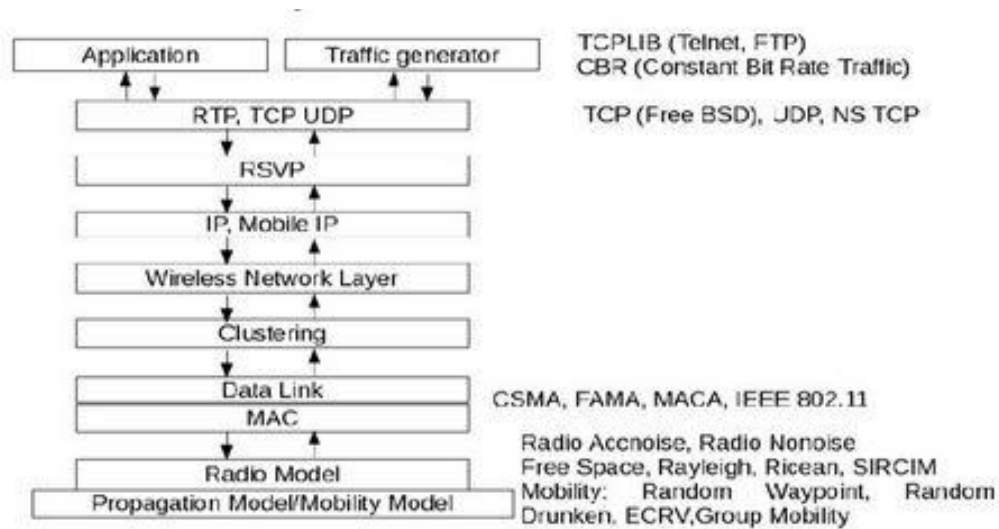 Application
Traffic generator
TCPLIB (Telnet, FTP)
CBR (Constant Bit Rate Traffic)
RTP, TCP UDP
TCP (Free BSD), UDP, NS TCP
RSVP
IP, Mobile IP
Wireless Network Layer
Clustering
Data Link
MAC
CSMA, FAMA, MACA, IEEE 802.11
Radio Model
Propagation Model/Mobility Model
Radio Accnoise, Radio Nonoise
Free Space, Rayleigh, Ricean, SIRCIM
Mobility: Random Waypoint, Random
Drunken, ECRV,Group Mobility